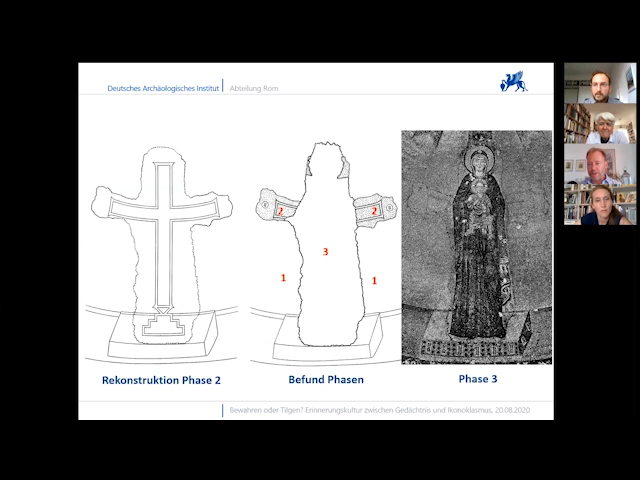 Deutsches Archäologisches Institut Abteilung Rom
2
2
3
1
1
Rekonstruktion Phase 2
Befund Phasen
Phase 3
Bewahren oder Tilgen? Erinnerungskultur zwischen Gedächtnis und Ikonoklasmus, 20.08.2020